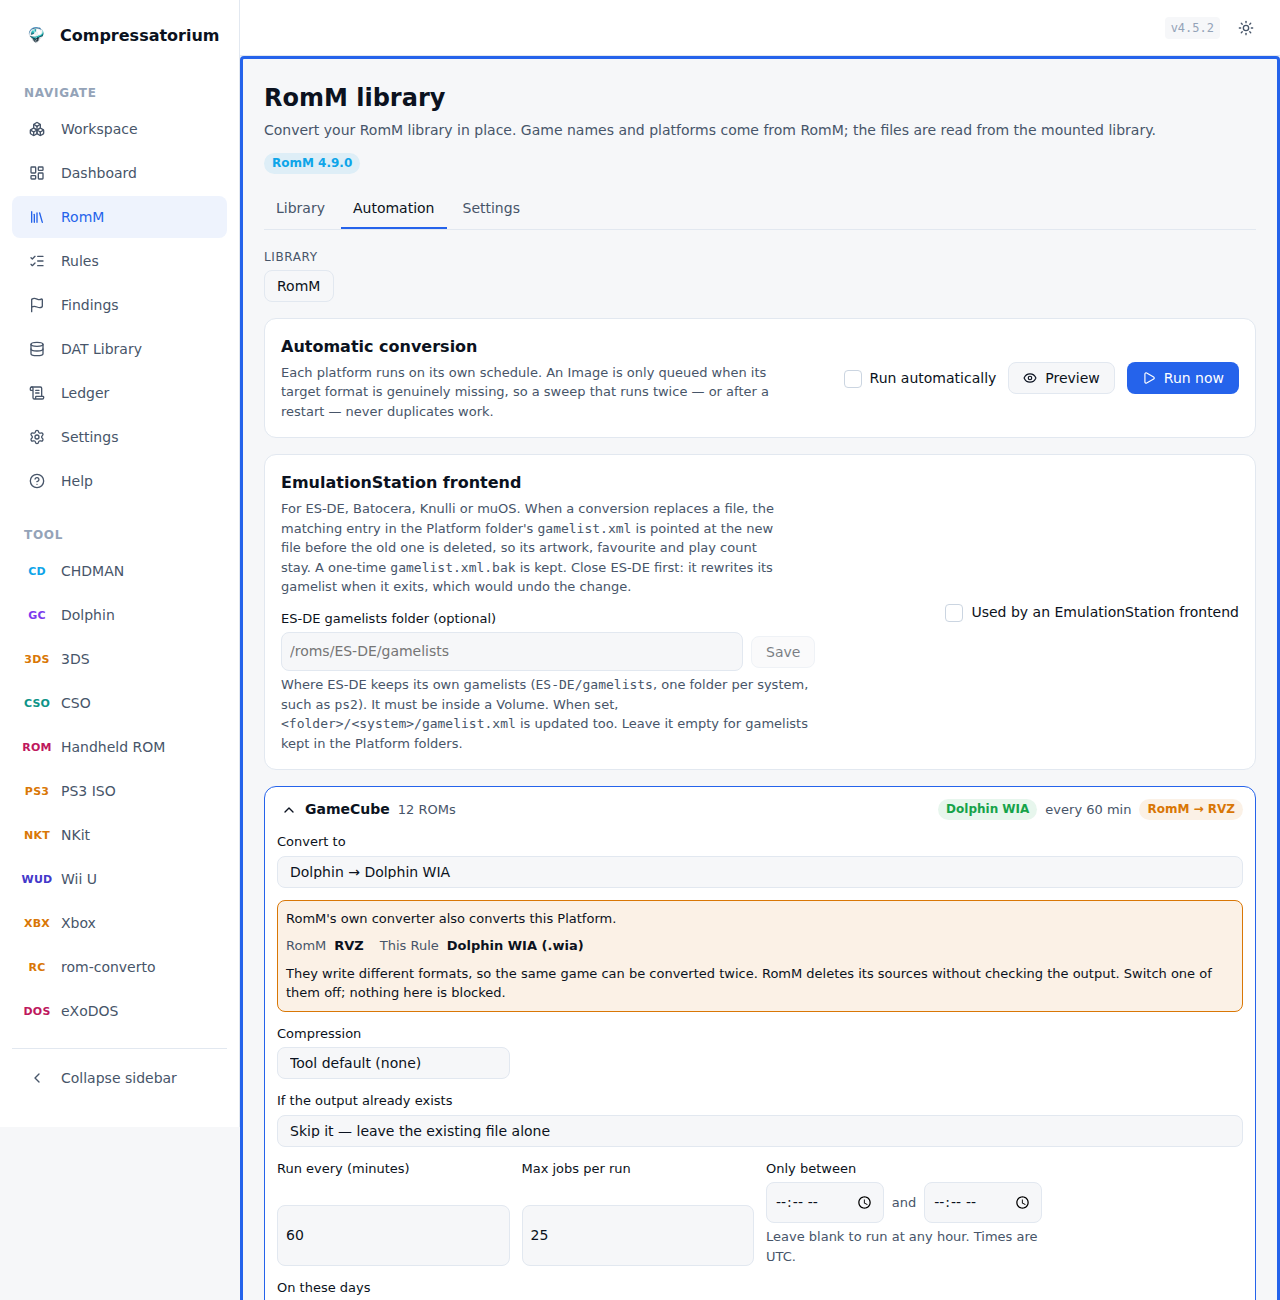 Compressatorium
v4.5.2
NAVIGATE
Workspace
Dashboard
RomM
Rules
Findings
DAT Library
Ledger
Settings
Help
TOOL
CD CHDMAN
GC Dolphin
3DS 3DS
CSO CSO
ROM Handheld ROM
PS3 PS3 ISO
NKT NKit
WUD Wii U
XBX Xbox
RC rom-converto
DOS eXoDOS
Collapse sidebar
RomM library
Convert your RomM library in place. Game names and platforms come from RomM; the files are read from the mounted library.
RomM 4.9.0
Library Automation Settings
LIBRARY
RomM
Automatic conversion
Each platform runs on its own schedule. An Image is only queued when its
target format is genuinely missing, so a sweep that runs twice — or after a
restart — never duplicates work.
Run automatically Preview Run now
EmulationStation frontend
For ES-DE, Batocera, Knulli or muOS. When a conversion replaces a file, the
matching entry in the Platform folder's gamelist.xml is pointed at the new
file before the old one is deleted, so its artwork, favourite and play count
stay. A one-time gamelist.xml.bak is kept. Close ES-DE first: it rewrites its
gamelist when it exits, which would undo the change.
ES-DE gamelists folder (optional)
/roms/ES-DE/gamelists Save
Where ES-DE keeps its own gamelists (ES-DE/gamelists, one folder per system,
such as ps2). It must be inside a Volume. When set,
<folder>/<system>/gamelist.xml is updated too. Leave it empty for gamelists
kept in the Platform folders.
Used by an EmulationStation frontend
GameCube 12 ROMs Dolphin WIA every 60 min RomM → RVZ
Convert to
Dolphin → Dolphin WIA
RomM's own converter also converts this Platform.
RomM RVZ This Rule Dolphin WIA (.wia)
They write different formats, so the same game can be converted twice. RomM deletes its sources without checking the output. Switch one of
them off; nothing here is blocked.
Compression
Tool default (none)
If the output already exists
Skip it — leave the existing file alone
Run every (minutes) Max jobs per run Only between
60 25 --:-- -- and --:-- --
Leave blank to run at any hour. Times are
UTC.
On these days